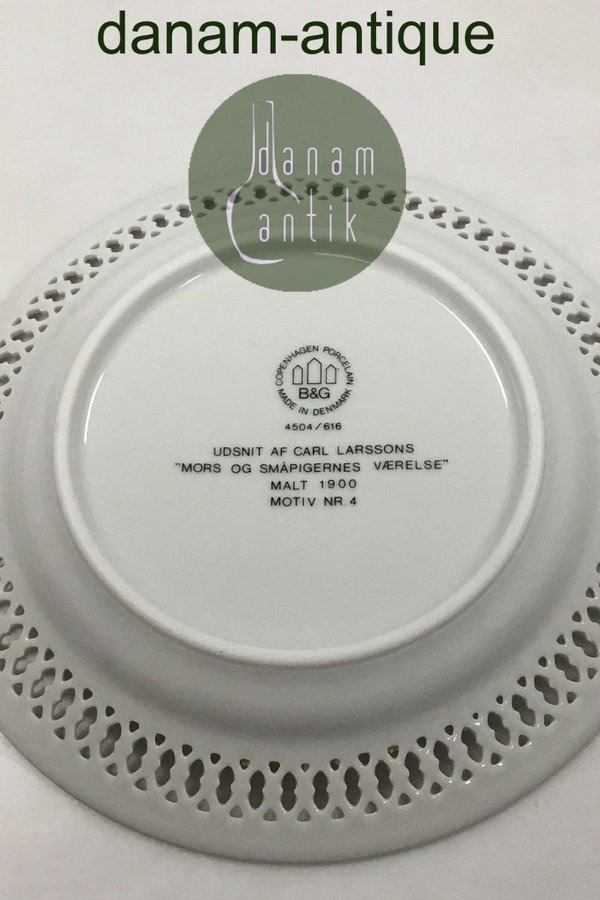 danam-antique
danam
antik
COPENHAGEN PORCELAIN
B&G
MADE IN DENMARK
4504/616
UDSNIT AF CARL LARSSONS
"MORS OG SMÅPIGERNES VÆRELSE"
MALT 1900
MOTIV NR. 4